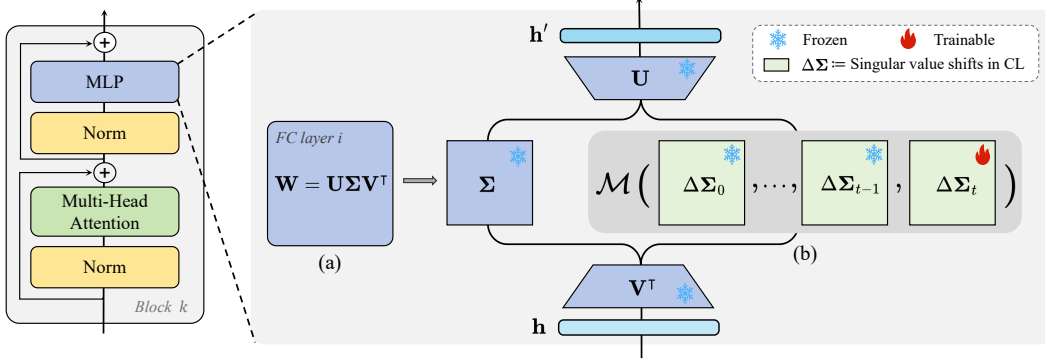 MLP
Norm
Multi-Head
Attention
Norm
Block k
h′
U
Frozen
Trainable
ΔΣ ≔ Singular value shifts in CL
FC layer i
W = UΣV⊤
Σ
ℳ ( ΔΣ₀ ,…, ΔΣₜ₋₁ , ΔΣₜ )
(a)
(b)
V⊤
h